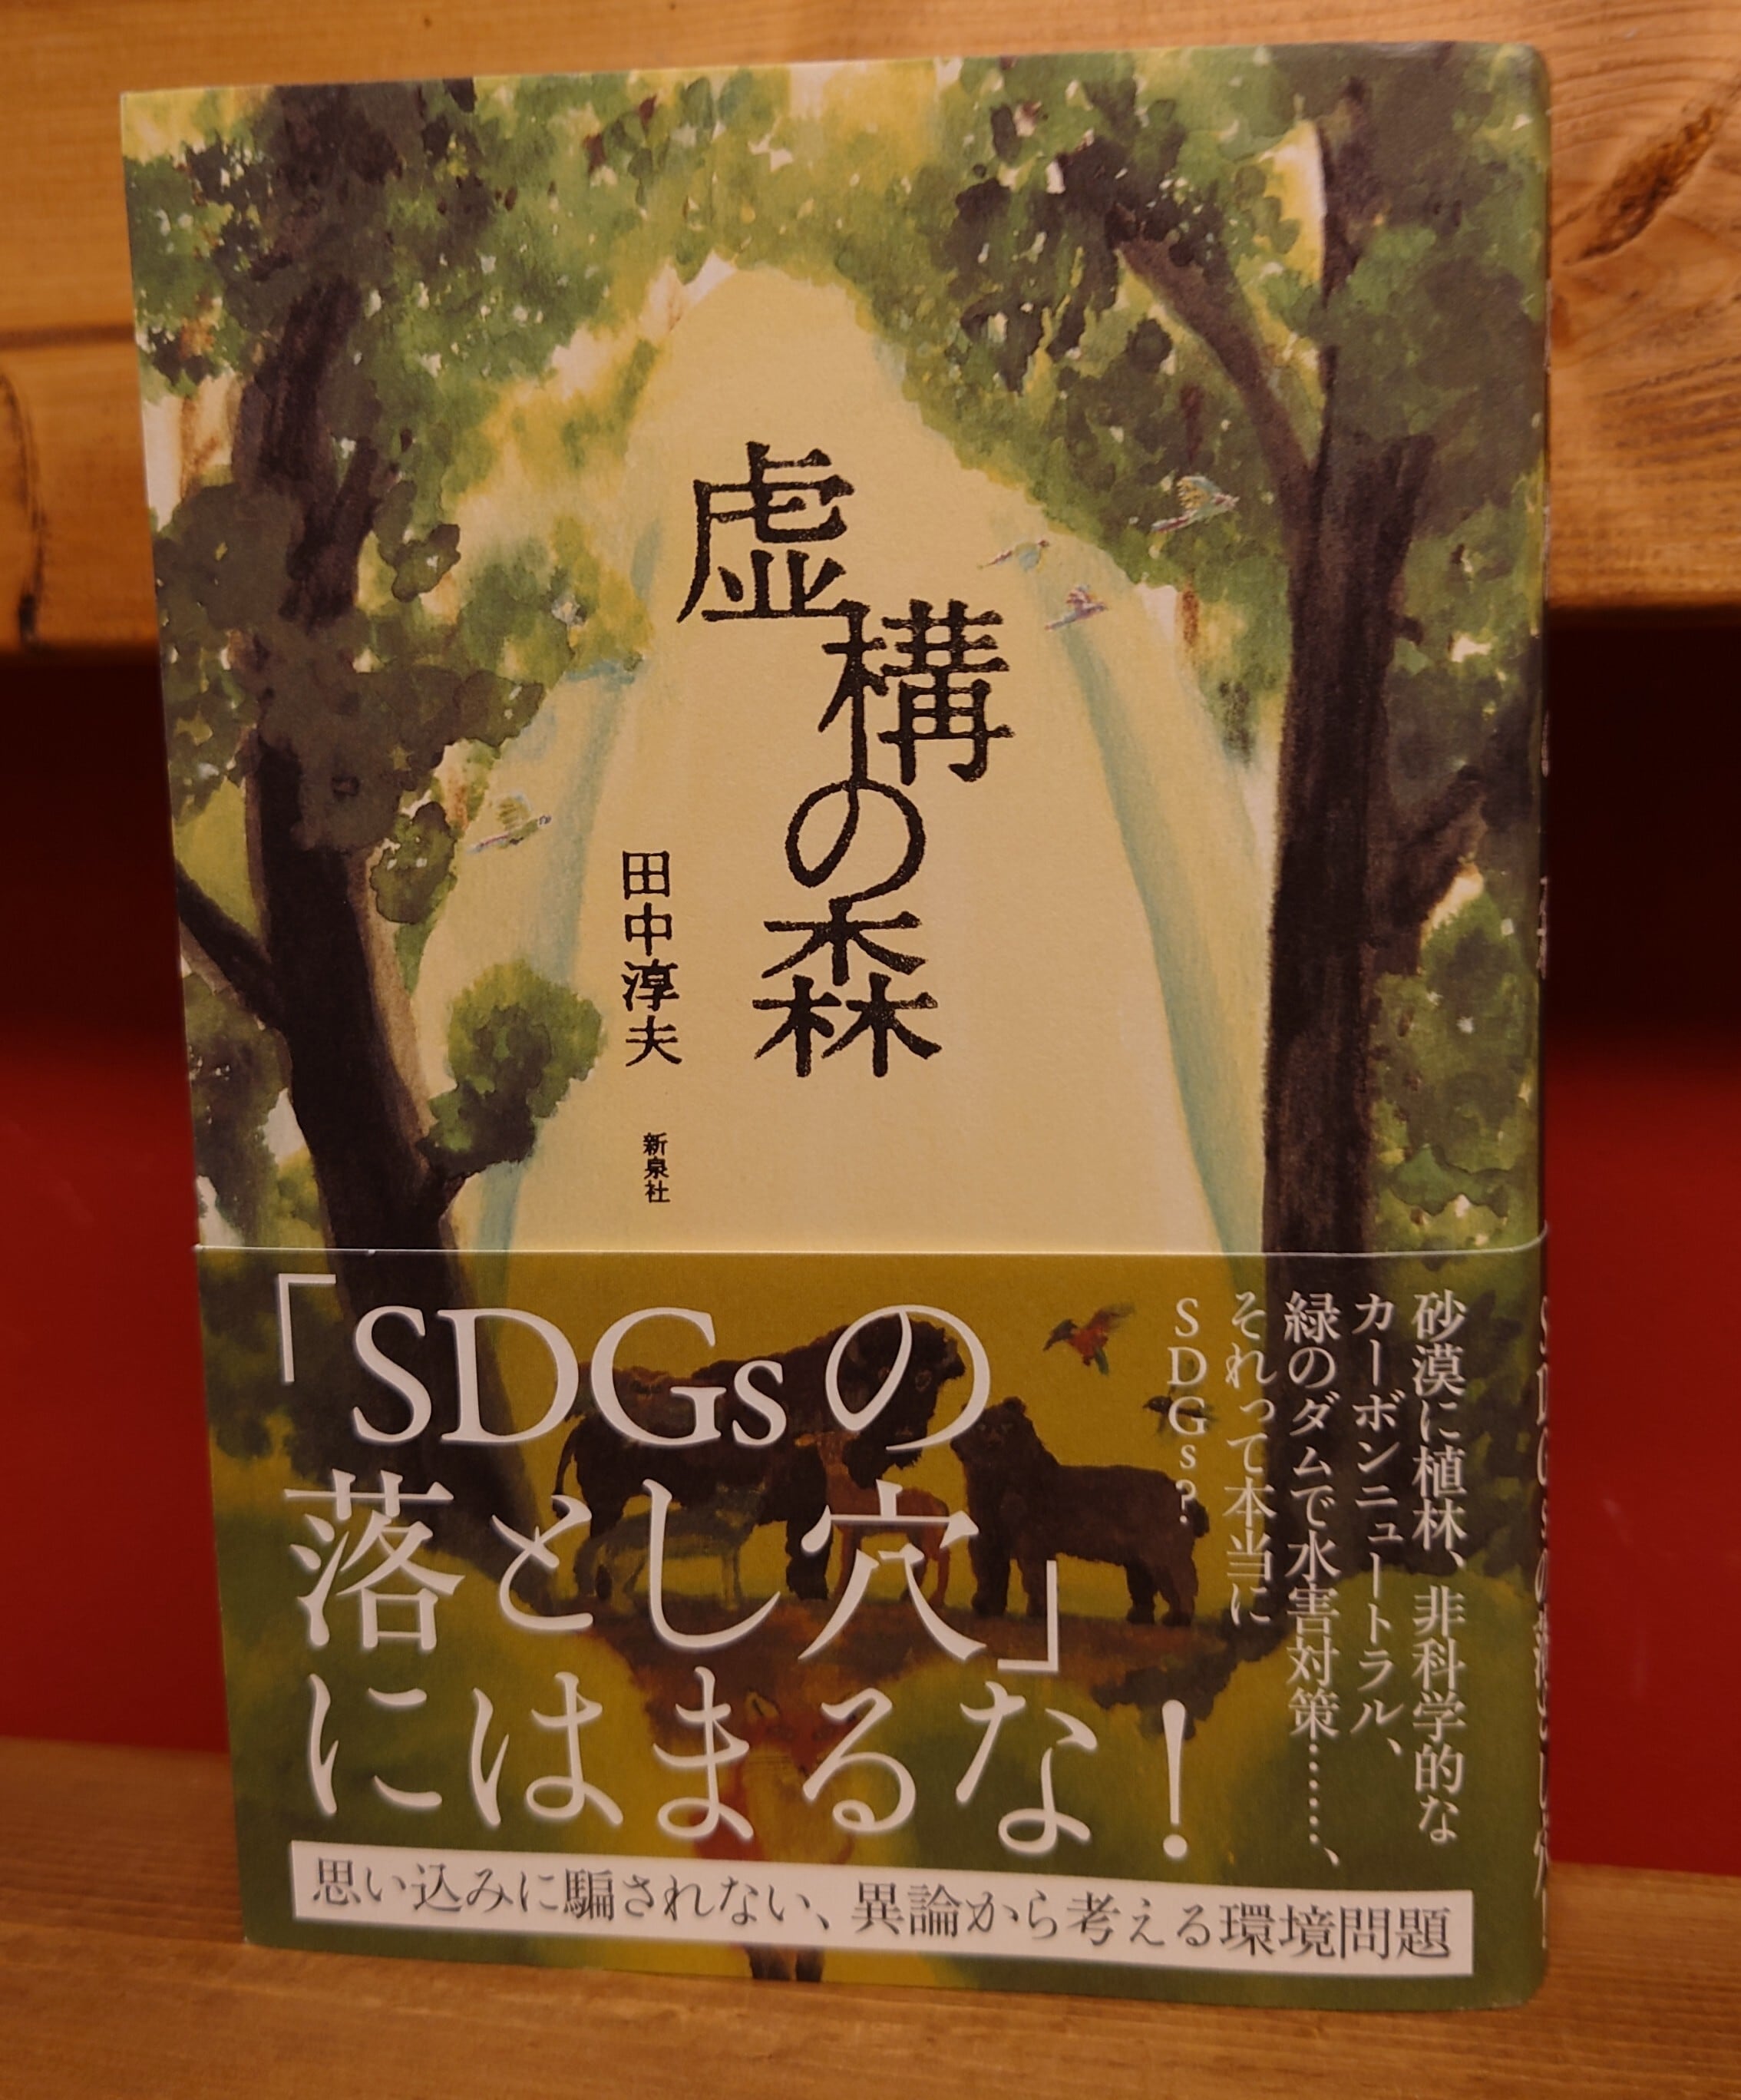 虚構の森
田中淳夫
新泉社
砂漠に植林、非科学的な
カーボンニュートラル、
緑のダムで水害対策……、
それって本当に
SDGs？
「SDGsの
落とし穴」
にはまるな！
思い込みに騙されない、異論から考える環境問題